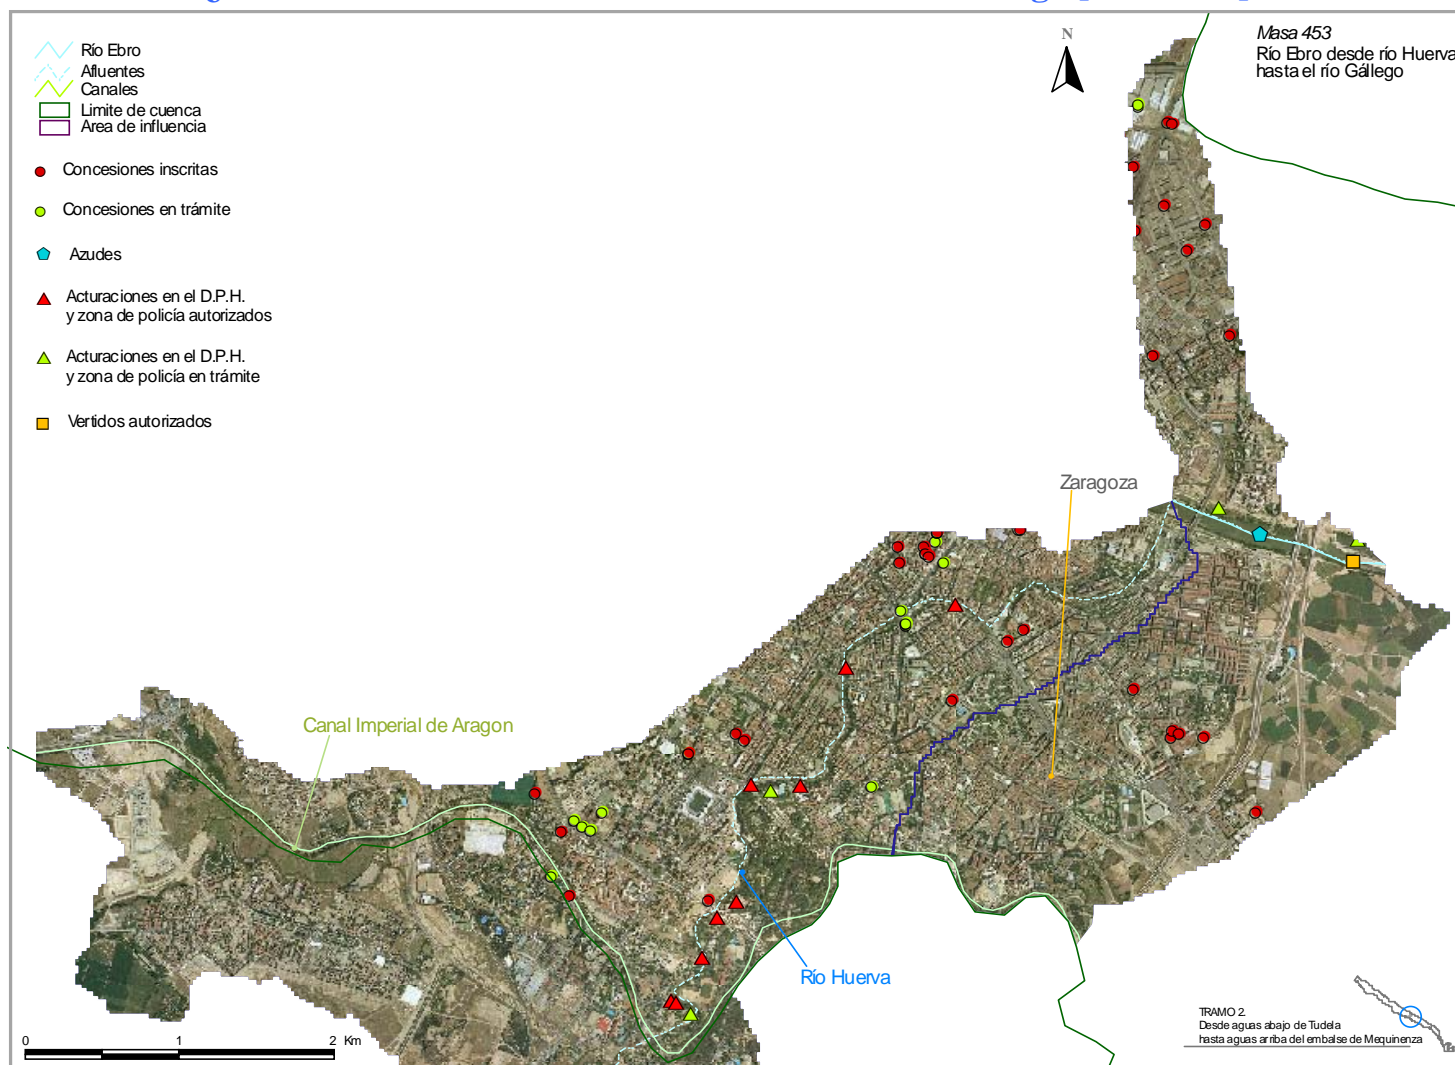 Río Ebro
Afluentes
Canales
Limite de cuenca
Area de influencia
Concesiones inscritas
Concesiones en trámite
Azudes
Acturaciones en el D.P.H.
y zona de policía autorizados
Acturaciones en el D.P.H.
y zona de policía en trámite
Vertidos autorizados
N
Masa 453
Río Ebro desde río Huerva
hasta el río Gállego
Zaragoza
Canal Imperial de Aragon
Río Huerva
0 1 2 Km
TRAMO 2.
Desde aguas abajo de Tudela
hasta aguas arriba del embalse de Mequinenza